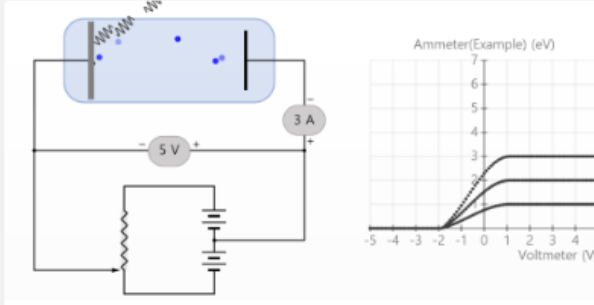 3 A
− 5 V +
−
+
Ammeter(Example) (eV)
7
6
5
4
3
2
1
-5 -4 -3 -2 -1 0 1 2 3 4
Voltmeter (V